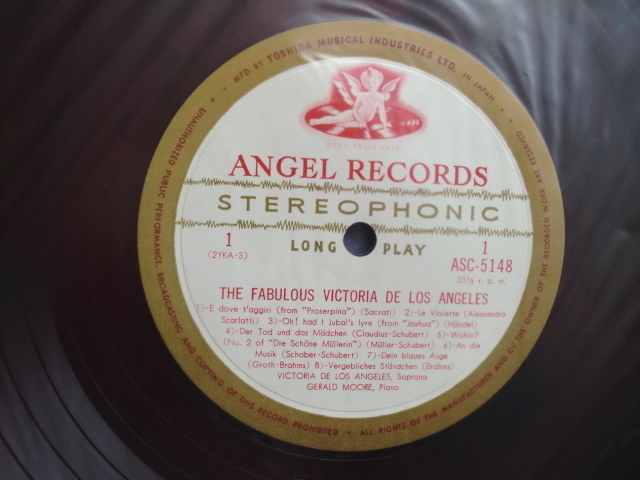 MFD BY TOSHIBA MUSICAL INDUSTRIES LTD. IN JAPAN
ANGEL RECORDS
STEREOPHONIC
1
(2YKA-3)
LONG PLAY
1
ASC-5148
33⅓ r. p. m.
THE FABULOUS VICTORIA DE LOS ANGELES
1)-E dove t'aggiri (from "Proserpina") (Sacrati) 2)-Le Violette (Alessandro
Scarlatti) 3)-Oh! had I Jubal's lyre (from "Joshua") (Händel)
4)-Der Tod und das Mädchen (Claudius-Schubert) 5)-Wohin?
(No. 2 of "Die Schöne Müllerin") (Müller-Schubert) 6)-An die
Musik (Schober-Schubert) 7)-Dein blaues Auge
(Groth-Brahms) 8)-Vergebliches Ständchen (Brahms)
VICTORIA DE LOS ANGELES, Soprano
GERALD MOORE, Piano
UNAUTHORIZED PUBLIC PERFORMANCE. BROADCASTING AND COPYING OF THIS RECORD PROHIBITED • ALL RIGHTS OF THE MANUFACTURER AND OF THE OWNER OF THE RECORDED WORK ARE RESERVED